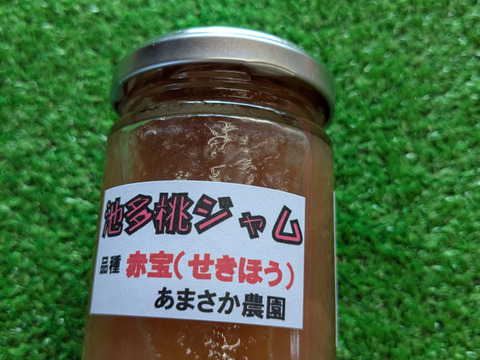 池多桃ジャム
品種 赤宝(せきほう)
あまさか農園